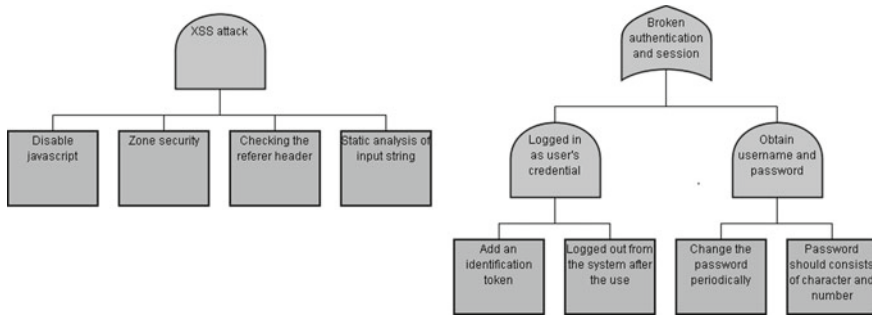 XSS attack
Disable
javascript
Zone security
Checking the
referer header
Static analysis of
input string
Broken
authentication
and session
Logged in
as user's
credential
Obtain
username and
password
Add an
identification
token
Logged out from
the system after
the use
Change the
password
periodically
Password
should consists
of character and
number